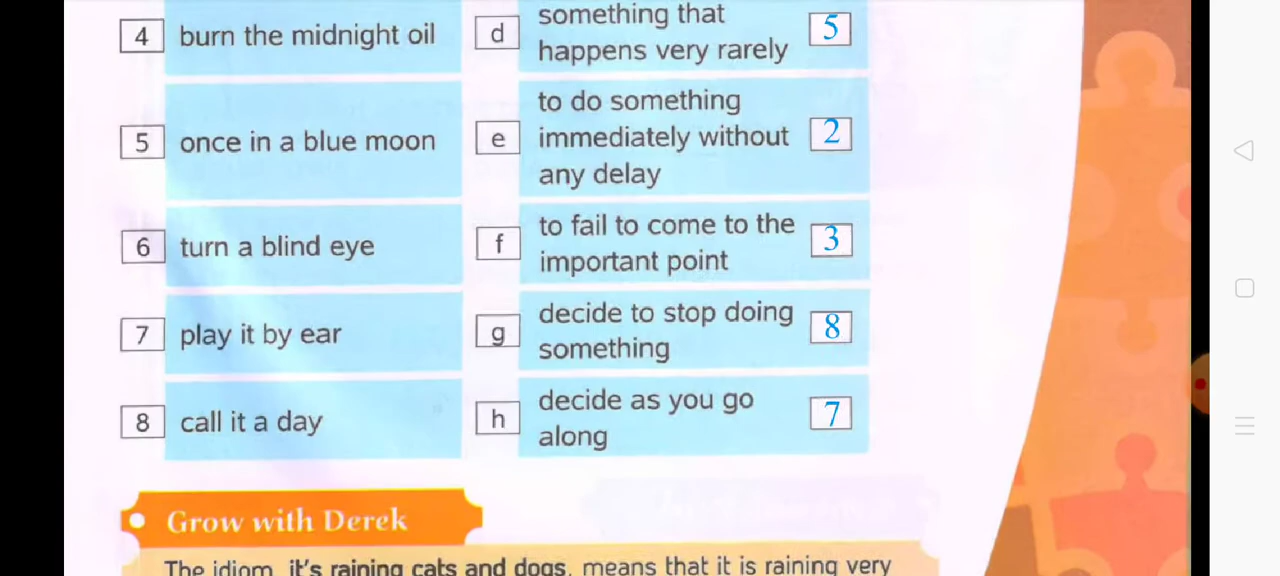 4 burn the midnight oil d something that
happens very rarely 5
5 once in a blue moon e to do something
immediately without
any delay 2
6 turn a blind eye f to fail to come to the
important point 3
7 play it by ear g decide to stop doing
something 8
8 call it a day h decide as you go
along 7
Grow with Derek
The idiom, it's raining cats and dogs, means that it is raining very